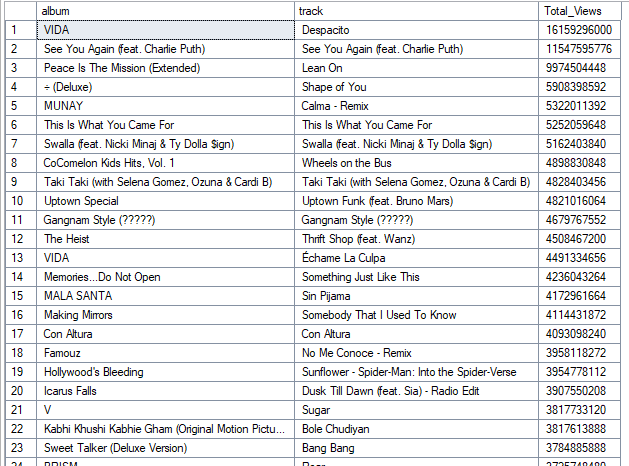 album track Total_Views
1 VIDA Despacito 16159296000
2 See You Again (feat. Charlie Puth) See You Again (feat. Charlie Puth) 11547595776
3 Peace Is The Mission (Extended) Lean On 9974504448
4 ÷ (Deluxe) Shape of You 5908398592
5 MUNAY Calma - Remix 5322011392
6 This Is What You Came For This Is What You Came For 5252059648
7 Swalla (feat. Nicki Minaj & Ty Dolla $ign) Swalla (feat. Nicki Minaj & Ty Dolla $ign) 5162403840
8 CoComelon Kids Hits, Vol. 1 Wheels on the Bus 4898830848
9 Taki Taki (with Selena Gomez, Ozuna & Cardi B) Taki Taki (with Selena Gomez, Ozuna & Cardi B) 4828403456
10 Uptown Special Uptown Funk (feat. Bruno Mars) 4821016064
11 Gangnam Style (?????) Gangnam Style (?????) 4679767552
12 The Heist Thrift Shop (feat. Wanz) 4508467200
13 VIDA Échame La Culpa 4491334656
14 Memories...Do Not Open Something Just Like This 4236043264
15 MALA SANTA Sin Pijama 4172961664
16 Making Mirrors Somebody That I Used To Know 4114431872
17 Con Altura Con Altura 4093098240
18 Famouz No Me Conoce - Remix 3958118272
19 Hollywood's Bleeding Sunflower - Spider-Man: Into the Spider-Verse 3954778112
20 Icarus Falls Dusk Till Dawn (feat. Sia) - Radio Edit 3907550208
21 V Sugar 3817733120
22 Kabhi Khushi Kabhie Gham (Original Motion Pictu... Bole Chudiyan 3817613888
23 Sweet Talker (Deluxe Version) Bang Bang 3784885888
24 PRISM Roar